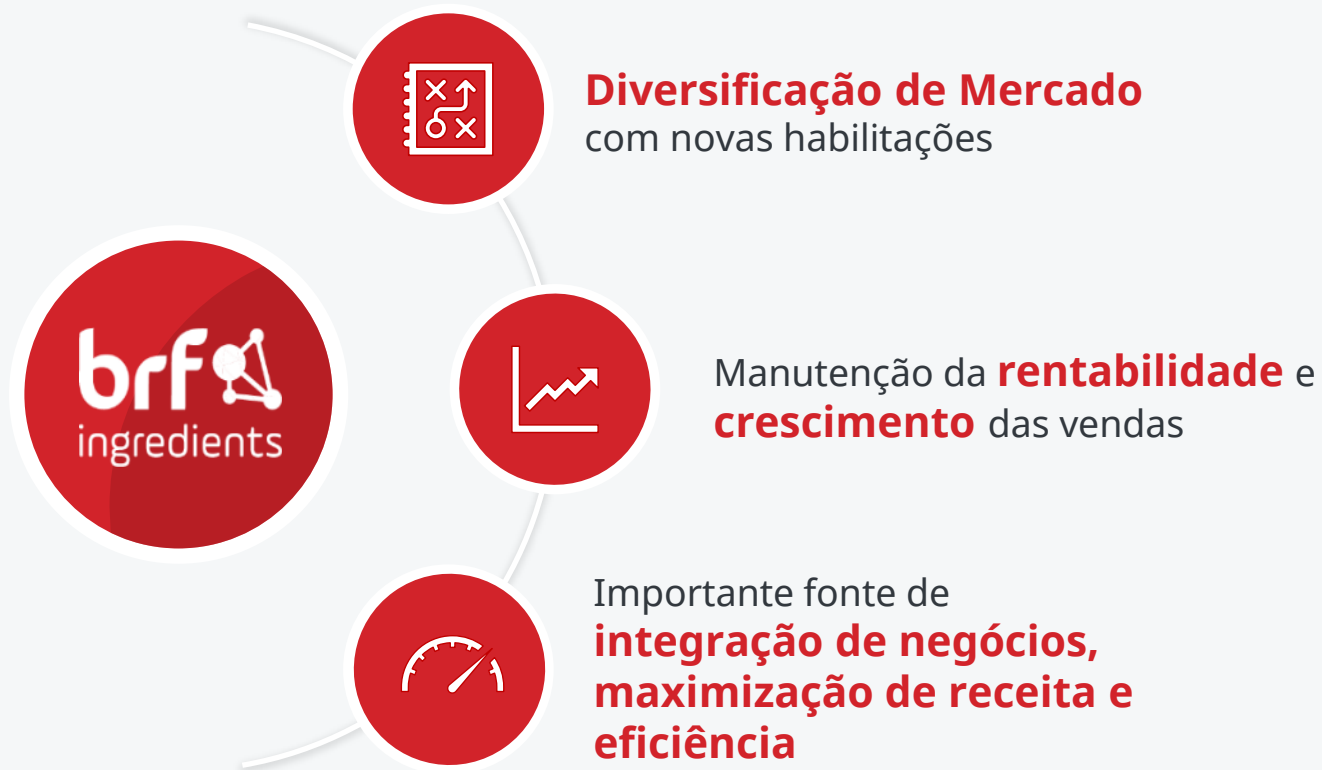 Diversificação de Mercado
com novas habilitações
brf
ingredients
Manutenção da rentabilidade e
crescimento das vendas
Importante fonte de
integração de negócios,
maximização de receita e
eficiência